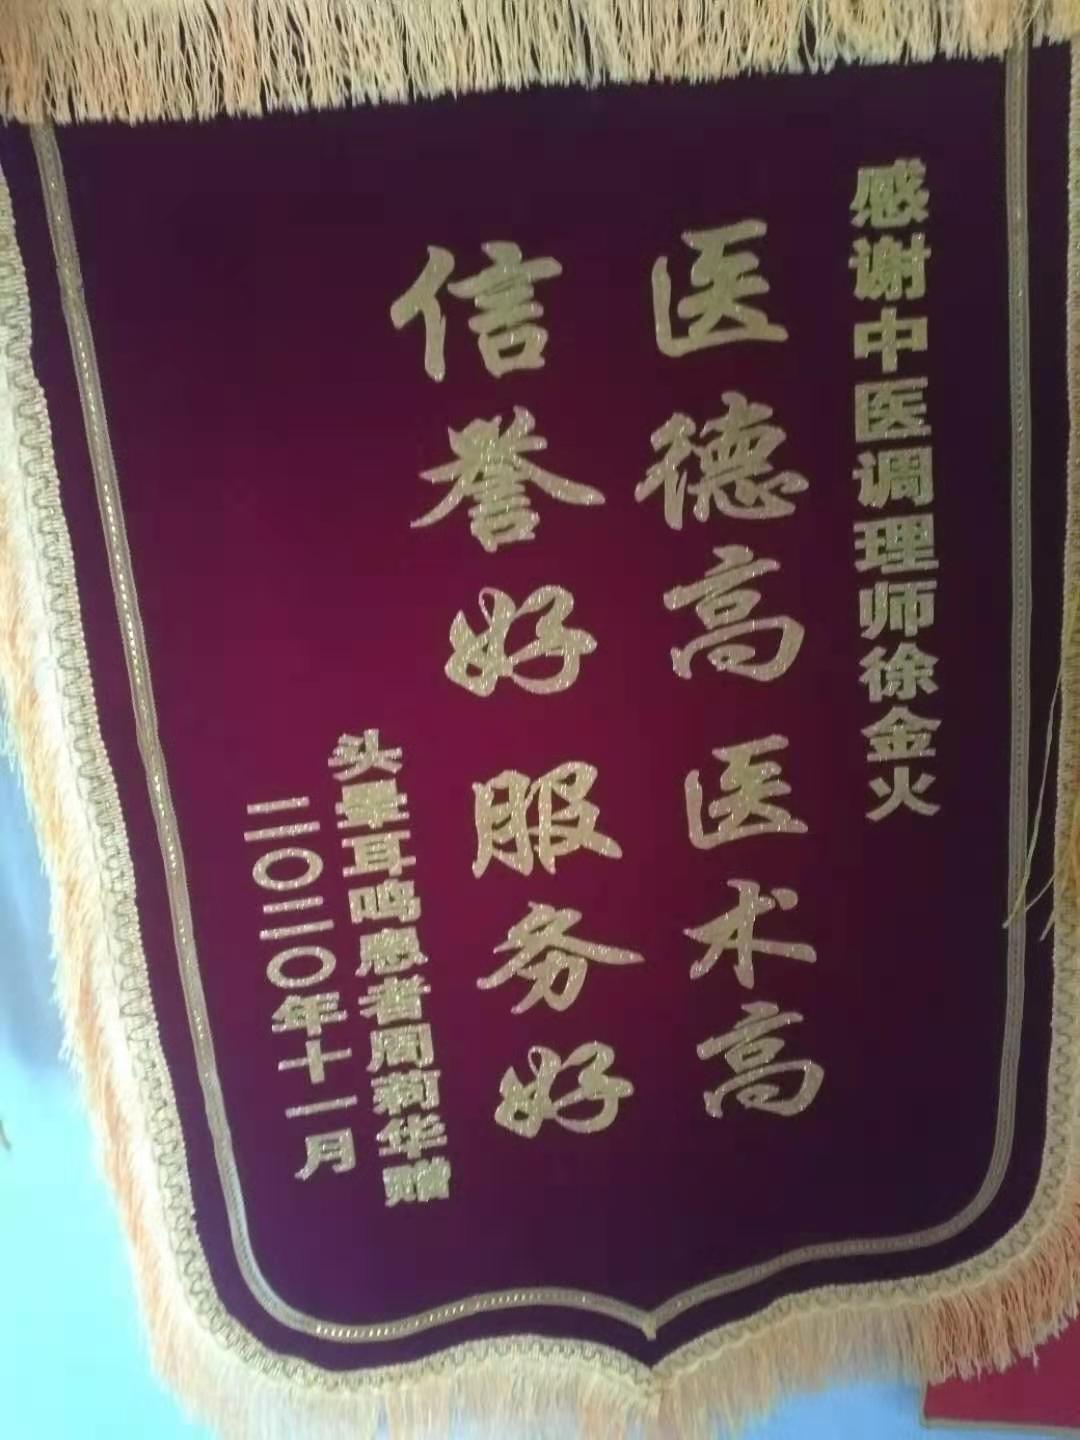 感谢中医调理师徐金火
医德高 医术高
信誉好 服务好
头晕耳鸣患者周莉华赠
二〇二〇年十一月